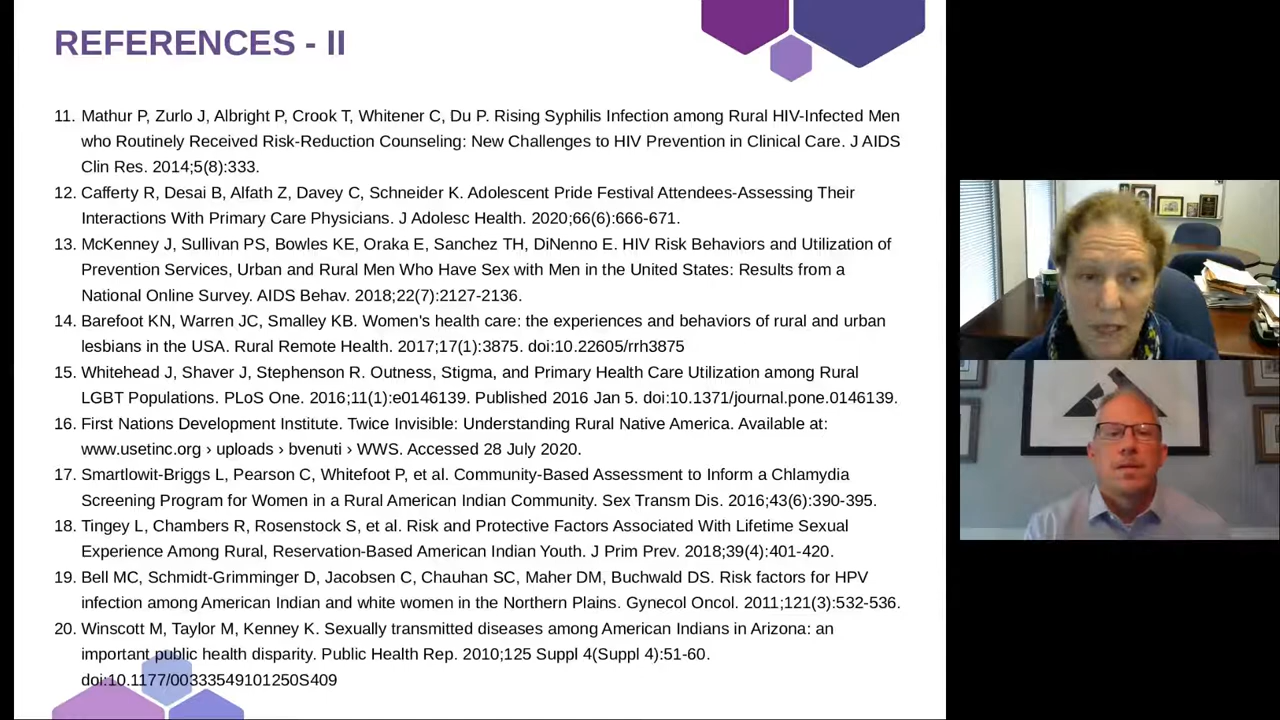 REFERENCES - II
11. Mathur P, Zurlo J, Albright P, Crook T, Whitener C, Du P. Rising Syphilis Infection among Rural HIV-Infected Men
who Routinely Received Risk-Reduction Counseling: New Challenges to HIV Prevention in Clinical Care. J AIDS
Clin Res. 2014;5(8):333.
12. Cafferty R, Desai B, Alfath Z, Davey C, Schneider K. Adolescent Pride Festival Attendees-Assessing Their
Interactions With Primary Care Physicians. J Adolesc Health. 2020;66(6):666-671.
13. McKenney J, Sullivan PS, Bowles KE, Oraka E, Sanchez TH, DiNenno E. HIV Risk Behaviors and Utilization of
Prevention Services, Urban and Rural Men Who Have Sex with Men in the United States: Results from a
National Online Survey. AIDS Behav. 2018;22(7):2127-2136.
14. Barefoot KN, Warren JC, Smalley KB. Women's health care: the experiences and behaviors of rural and urban
lesbians in the USA. Rural Remote Health. 2017;17(1):3875. doi:10.22605/rrh3875
15. Whitehead J, Shaver J, Stephenson R. Outness, Stigma, and Primary Health Care Utilization among Rural
LGBT Populations. PLoS One. 2016;11(1):e0146139. Published 2016 Jan 5. doi:10.1371/journal.pone.0146139.
16. First Nations Development Institute. Twice Invisible: Understanding Rural Native America. Available at:
www.usetinc.org › uploads › bvenuti › WWS. Accessed 28 July 2020.
17. Smartlowit-Briggs L, Pearson C, Whitefoot P, et al. Community-Based Assessment to Inform a Chlamydia
Screening Program for Women in a Rural American Indian Community. Sex Transm Dis. 2016;43(6):390-395.
18. Tingey L, Chambers R, Rosenstock S, et al. Risk and Protective Factors Associated With Lifetime Sexual
Experience Among Rural, Reservation-Based American Indian Youth. J Prim Prev. 2018;39(4):401-420.
19. Bell MC, Schmidt-Grimminger D, Jacobsen C, Chauhan SC, Maher DM, Buchwald DS. Risk factors for HPV
infection among American Indian and white women in the Northern Plains. Gynecol Oncol. 2011;121(3):532-536.
20. Winscott M, Taylor M, Kenney K. Sexually transmitted diseases among American Indians in Arizona: an
important public health disparity. Public Health Rep. 2010;125 Suppl 4(Suppl 4):51-60.
doi:10.1177/00333549101250S409